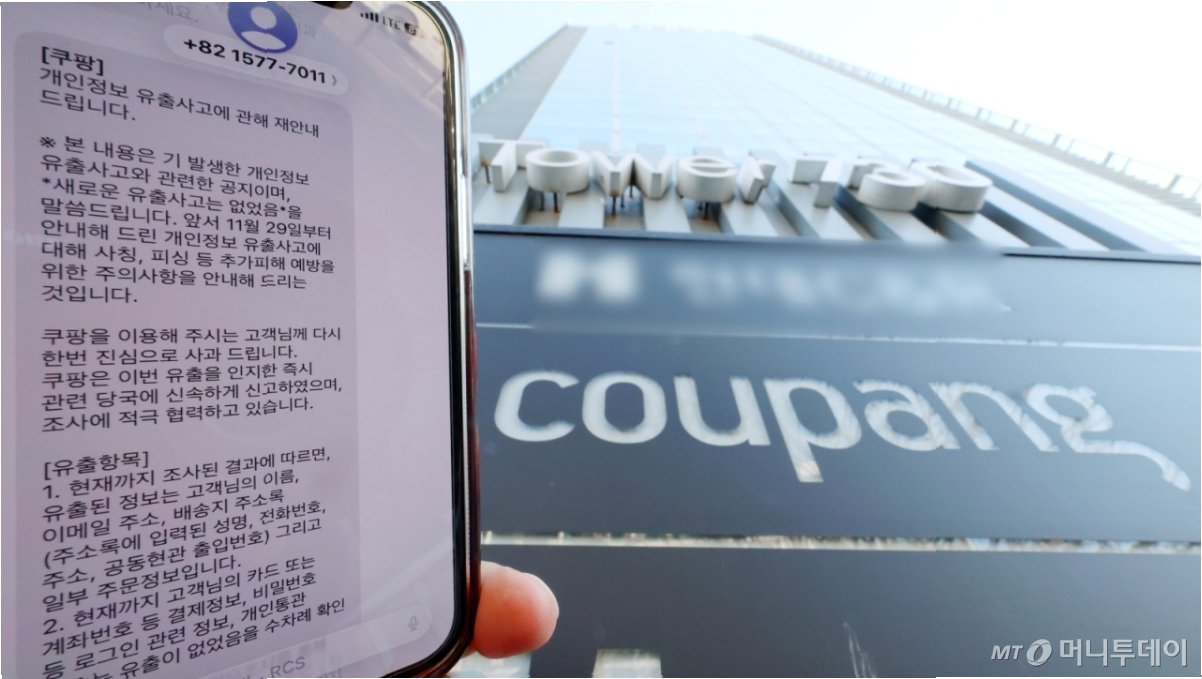 LTE
+82 1577-7011
[쿠팡]
개인정보 유출사고에 관해 재안내
드립니다.
※ 본 내용은 기 발생한 개인정보
유출사고와 관련한 공지이며,
*새로운 유출사고는 없었음*을
말씀드립니다. 앞서 11월 29일부터
안내해 드린 개인정보 유출사고에
대해 사칭, 피싱 등 추가피해 예방을
위한 주의사항을 안내해 드리는
것입니다.
쿠팡을 이용해 주시는 고객님께 다시
한번 진심으로 사과 드립니다.
쿠팡은 이번 유출을 인지한 즉시
관련 당국에 신속하게 신고하였으며,
조사에 적극 협력하고 있습니다.
[유출항목]
1. 현재까지 조사된 결과에 따르면,
유출된 정보는 고객님의 이름,
이메일 주소, 배송지 주소록
(주소록에 입력된 성명, 전화번호,
주소, 공동현관 출입번호) 그리고
일부 주문정보입니다.
2. 현재까지 고객님의 카드 또는
계좌번호 등 결제정보, 비밀번호
등 로그인 관련 정보, 개인통관
유출이 없었음을 수차례 확인
RCS
Tower 730
coupang
MTO 머니투데이